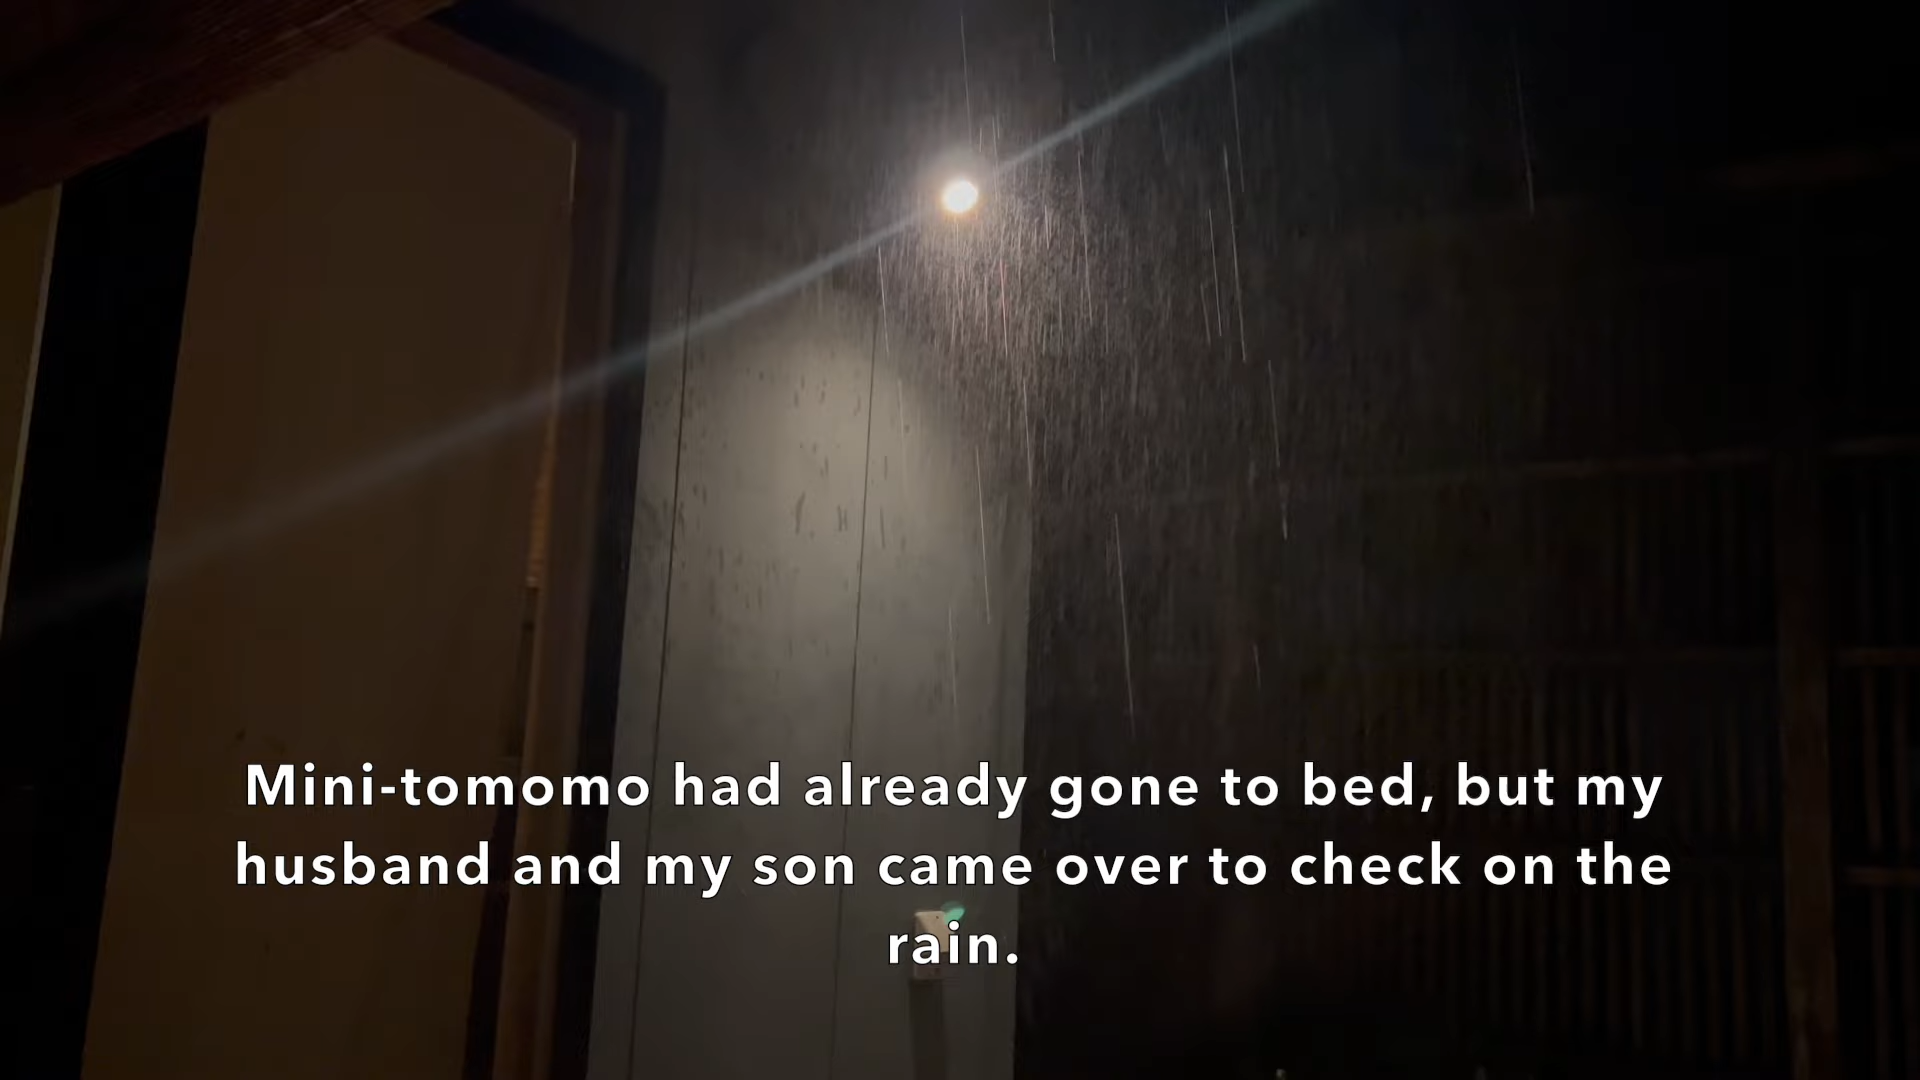 Mini-tomomo had already gone to bed, but my
husband and my son came over to check on the
rain.